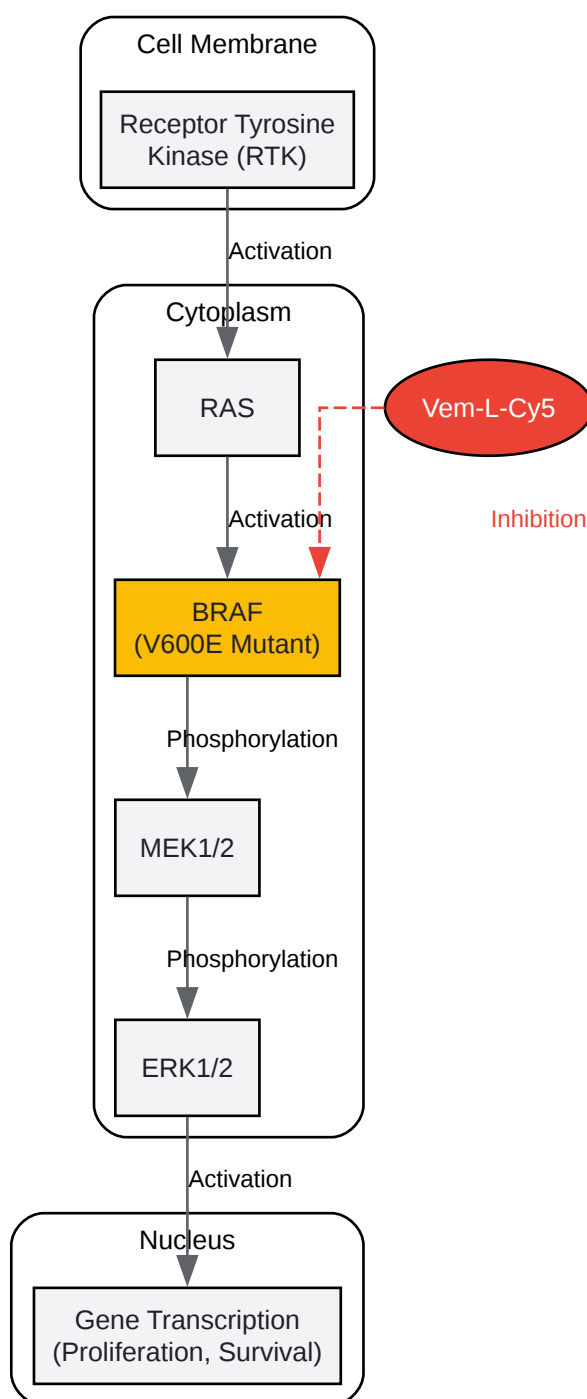 Cell Membrane
Receptor Tyrosine
Kinase (RTK)
Activation
Cytoplasm
RAS
Vem-L-Cy5
Activation
Inhibition
BRAF
(V600E Mutant)
Phosphorylation
MEK1/2
Phosphorylation
ERK1/2
Activation
Nucleus
Gene Transcription
(Proliferation, Survival)